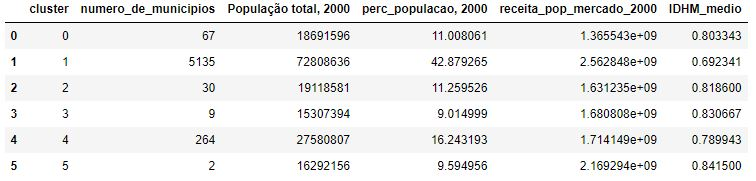 cluster numero_de_municipios População total, 2000 perc_populacao, 2000 receita_pop_mercado_2000 IDHM_medio
0 0 67 18691596 11.008061 1.365543e+09 0.803343
1 1 5135 72808636 42.879265 2.562848e+09 0.692341
2 2 30 19118581 11.259526 1.631235e+09 0.818600
3 3 9 15307394 9.014999 1.680808e+09 0.830667
4 4 264 27580807 16.243193 1.714149e+09 0.789943
5 5 2 16292156 9.594956 2.169294e+09 0.841500